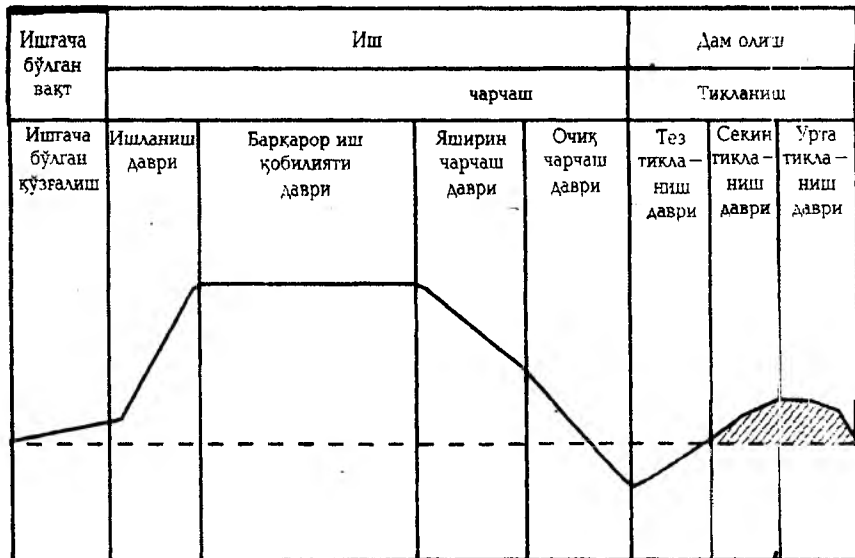 Ишгача
бўлган
вақт
Иш
Дам олиш
чарчаш
Тикланиш
Ишгача
бўлган
қўзғалиш
Ишланиш
даври
Барқарор иш
қобилияти
даври
Яширин
чарчаш
даври
Очиқ
чарчаш
даври
Тез
тикла –
ниш
даври
Секин
тикла –
ниш
даври
Урта
тикла –
ниш
даври